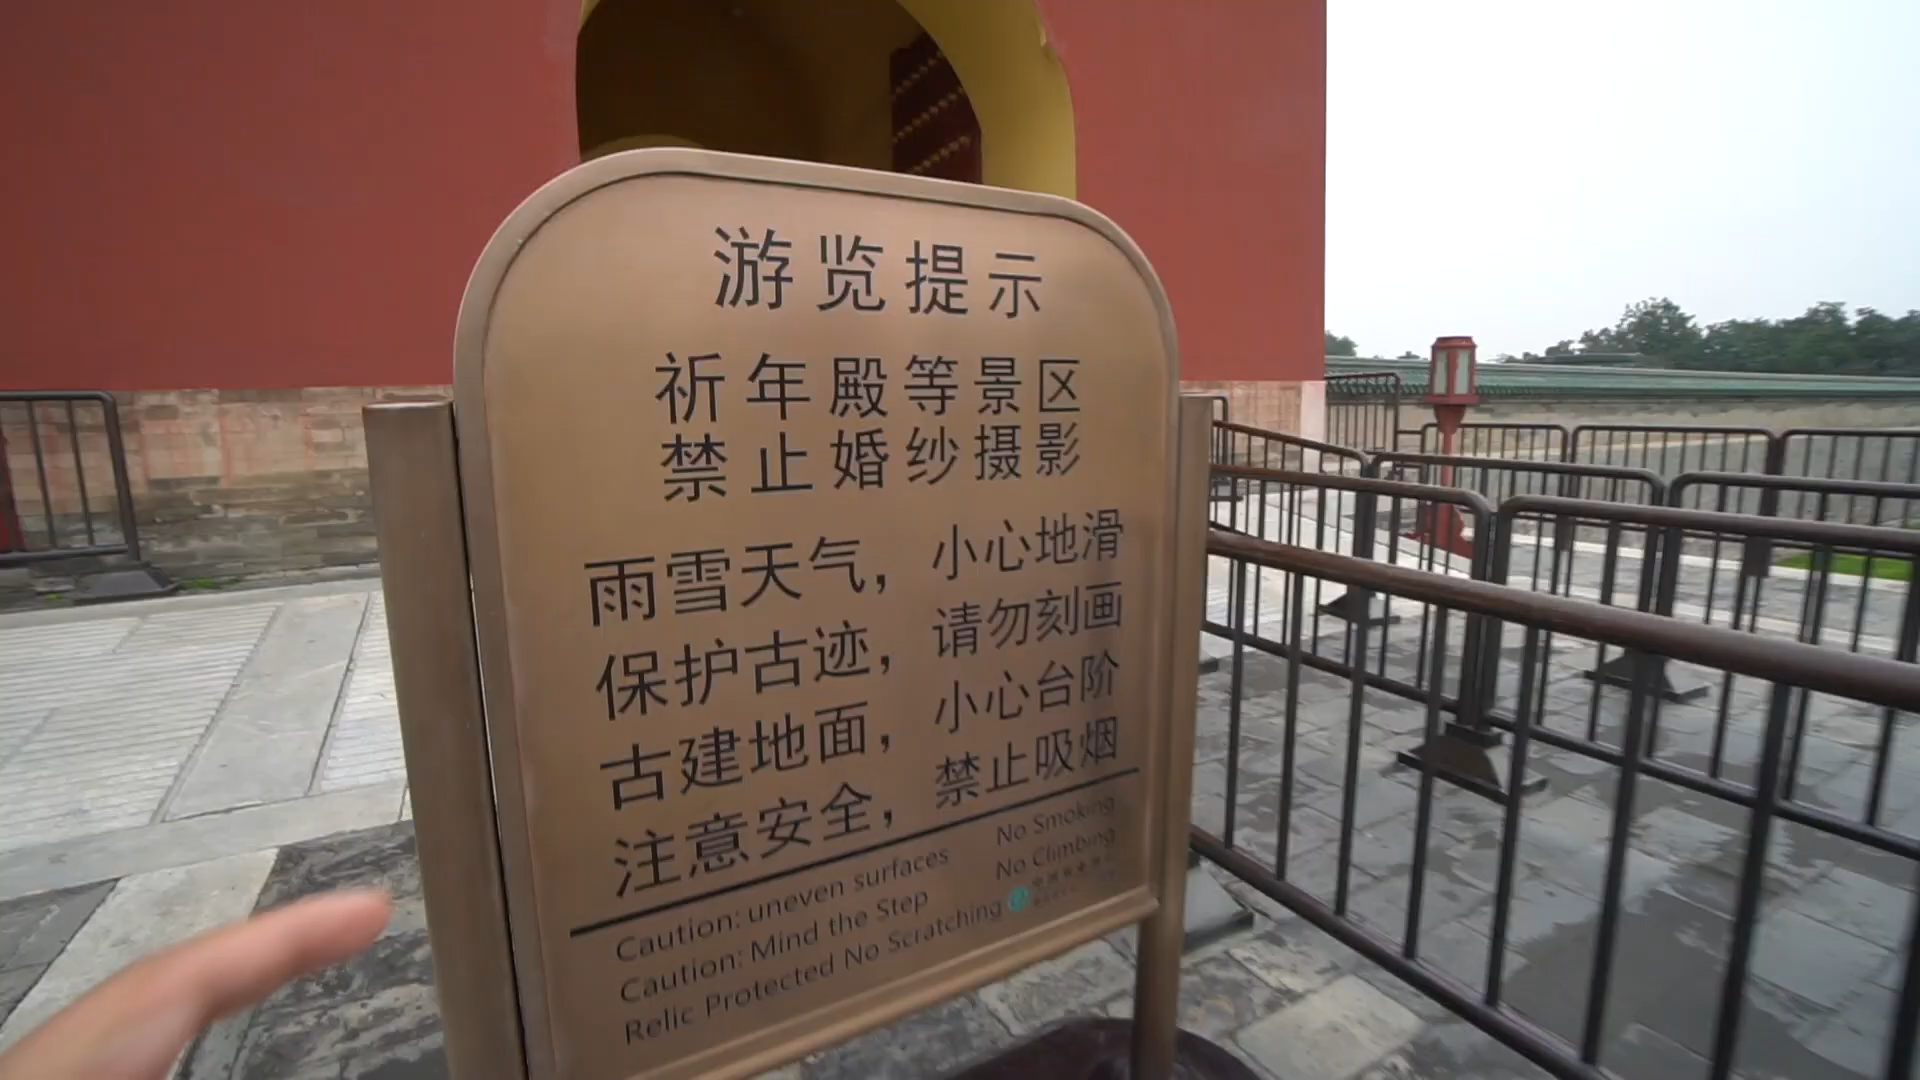 游览提示
祈年殿等景区
禁止婚纱摄影
雨雪天气，小心地滑
保护古迹，请勿刻画
古建地面，小心台阶
注意安全，禁止吸烟
Caution: uneven surfaces No Smoking
Caution: Mind the Step No Climbing
Relic Protected No Scratching